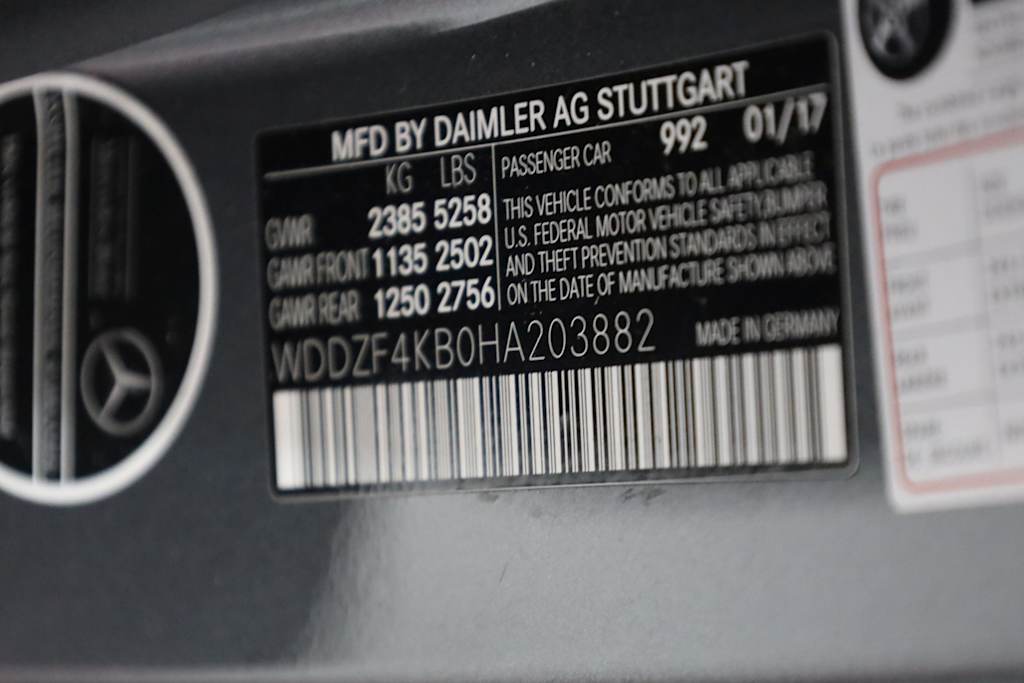 MFD BY DAIMLER AG STUTTGART
KG LBS
GVWR 2385 5258
GAWR FRONT 1135 2502
GAWR REAR 1250 2756
PASSENGER CAR 992 01/17
THIS VEHICLE CONFORMS TO ALL APPLICABLE
U.S. FEDERAL MOTOR VEHICLE SAFETY,BUMPER
AND THEFT PREVENTION STANDARDS IN EFFECT
ON THE DATE OF MANUFACTURE SHOWN ABOVE
WDDZF4KB0HA203882 MADE IN GERMANY